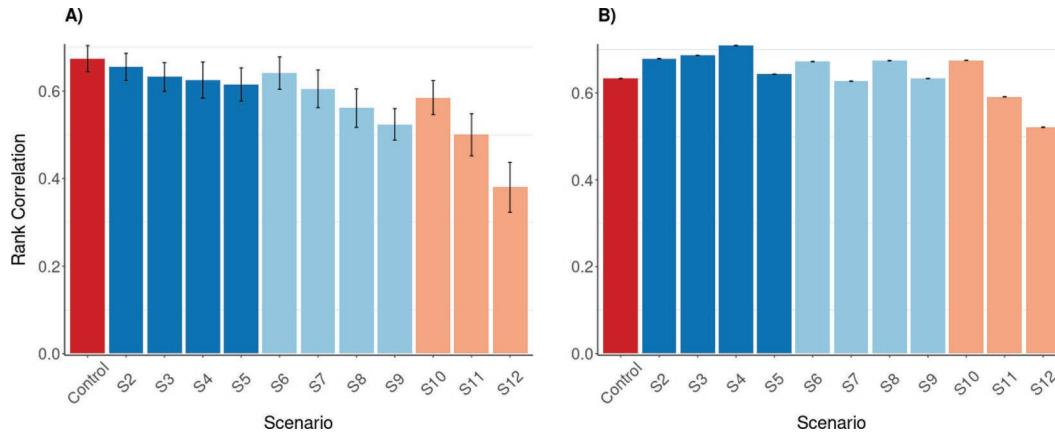 A)
B)
Rank Correlation
0.6
0.4
0.2
0.0
Control
S2
S3
S4
S5
S6
S7
S8
S9
S10
S11
S12
Scenario
0.6
0.4
0.2
0.0
Control
S2
S3
S4
S5
S6
S7
S8
S9
S10
S11
S12
Scenario